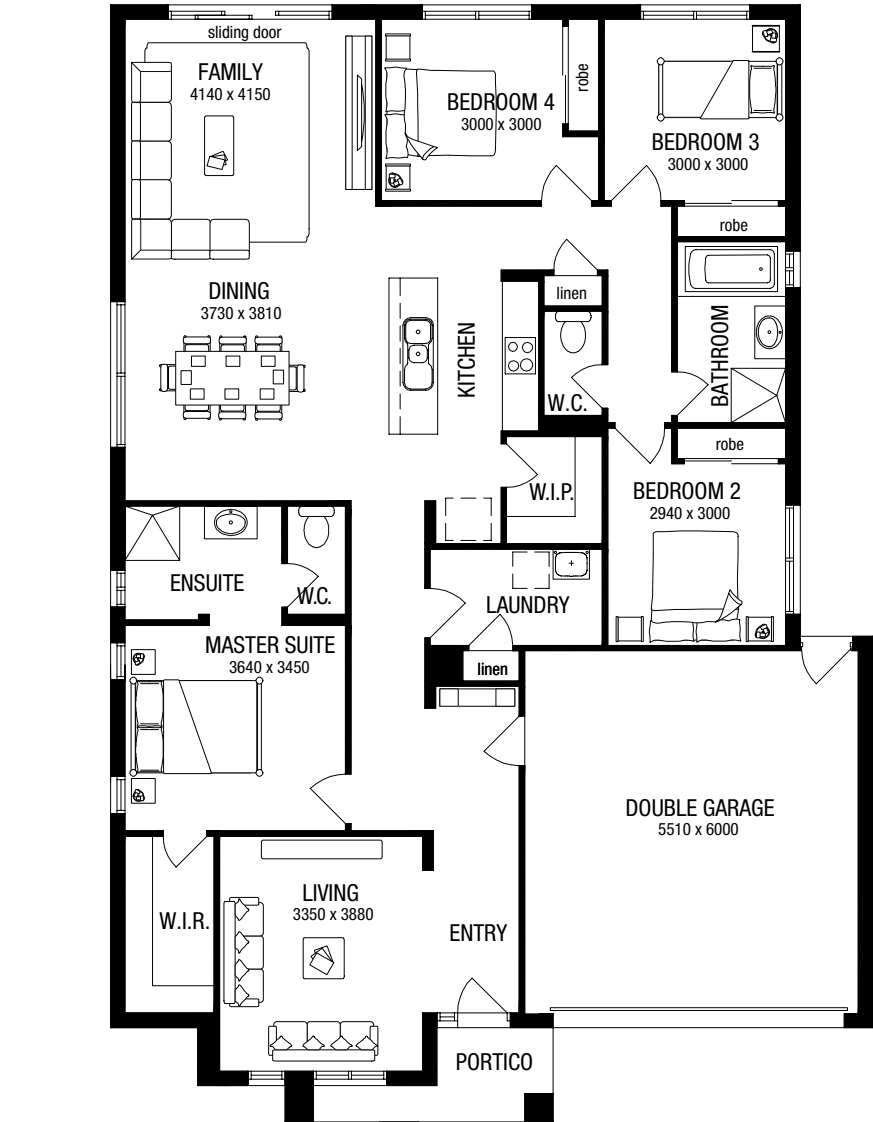 sliding door
FAMILY
4140 x 4150
BEDROOM 4
3000 x 3000
robe
BEDROOM 3
3000 x 3000
robe
DINING
3730 x 3810
KITCHEN
linen
W.C.
BATHROOM
robe
W.I.P.
BEDROOM 2
2940 x 3000
ENSUITE
W.C.
LAUNDRY
MASTER SUITE
3640 x 3450
linen
DOUBLE GARAGE
5510 x 6000
W.I.R.
LIVING
3350 x 3880
ENTRY
PORTICO